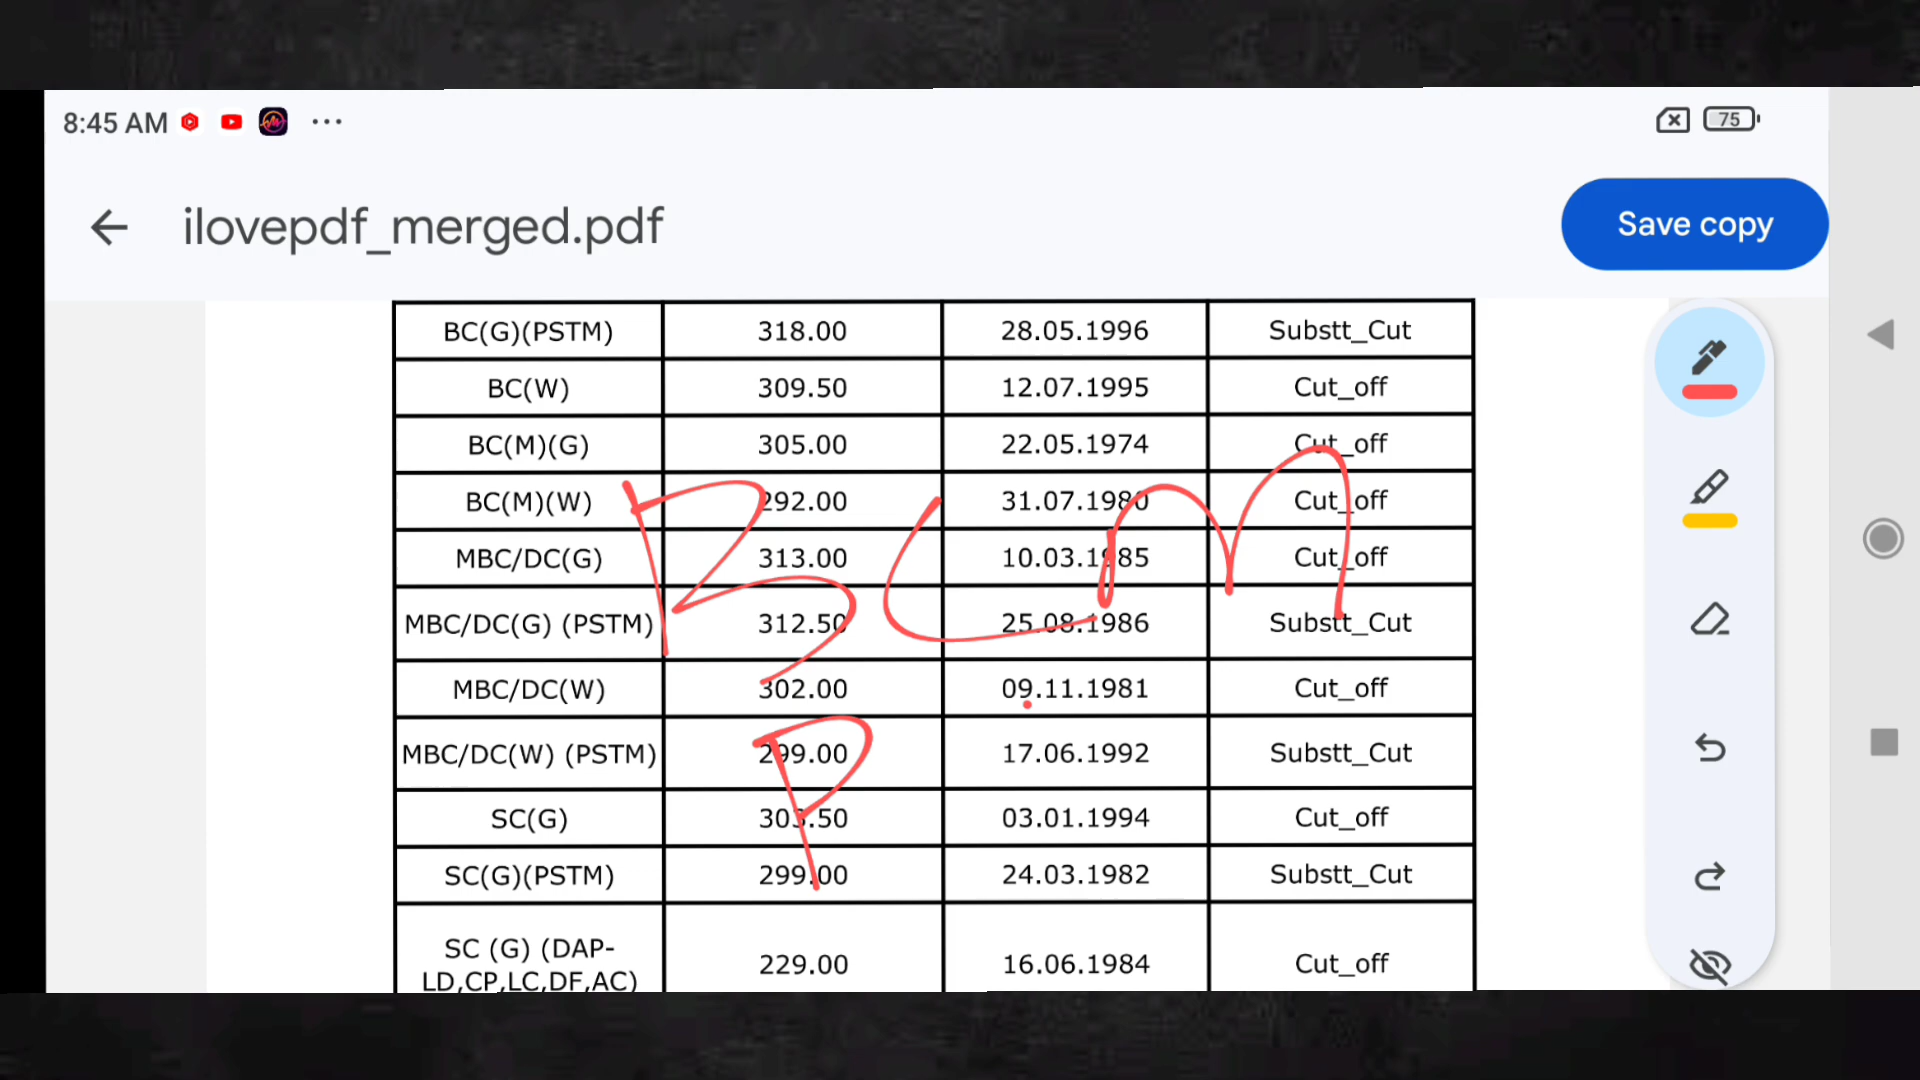 8:45 AM ...
75
ilovepdf_merged.pdf
Save copy
BC(G)(PSTM) 318.00 28.05.1996 Substt_Cut
BC(W) 309.50 12.07.1995 Cut_off
BC(M)(G) 305.00 22.05.1974 Cut_off
BC(M)(W) 292.00 31.07.1980 Cut_off
MBC/DC(G) 313.00 10.03.1985 Cut_off
MBC/DC(G) (PSTM) 312.50 25.08.1986 Substt_Cut
MBC/DC(W) 302.00 09.11.1981 Cut_off
MBC/DC(W) (PSTM) 299.00 17.06.1992 Substt_Cut
SC(G) 303.50 03.01.1994 Cut_off
SC(G)(PSTM) 299.00 24.03.1982 Substt_Cut
SC (G) (DAP-
LD,CP,LC,DF,AC) 229.00 16.06.1984 Cut_off
BCm
P